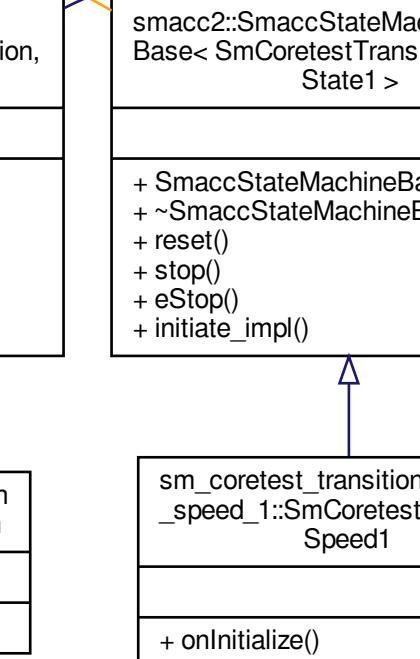 ion,
smacc2::SmaccStateMac
Base< SmCoretestTrans
State1 >
+ SmaccStateMachineBa
+ ~SmaccStateMachineB
+ reset()
+ stop()
+ eStop()
+ initiate_impl()
n
sm_coretest_transition
_speed_1::SmCoretest
Speed1
+ onInitialize()